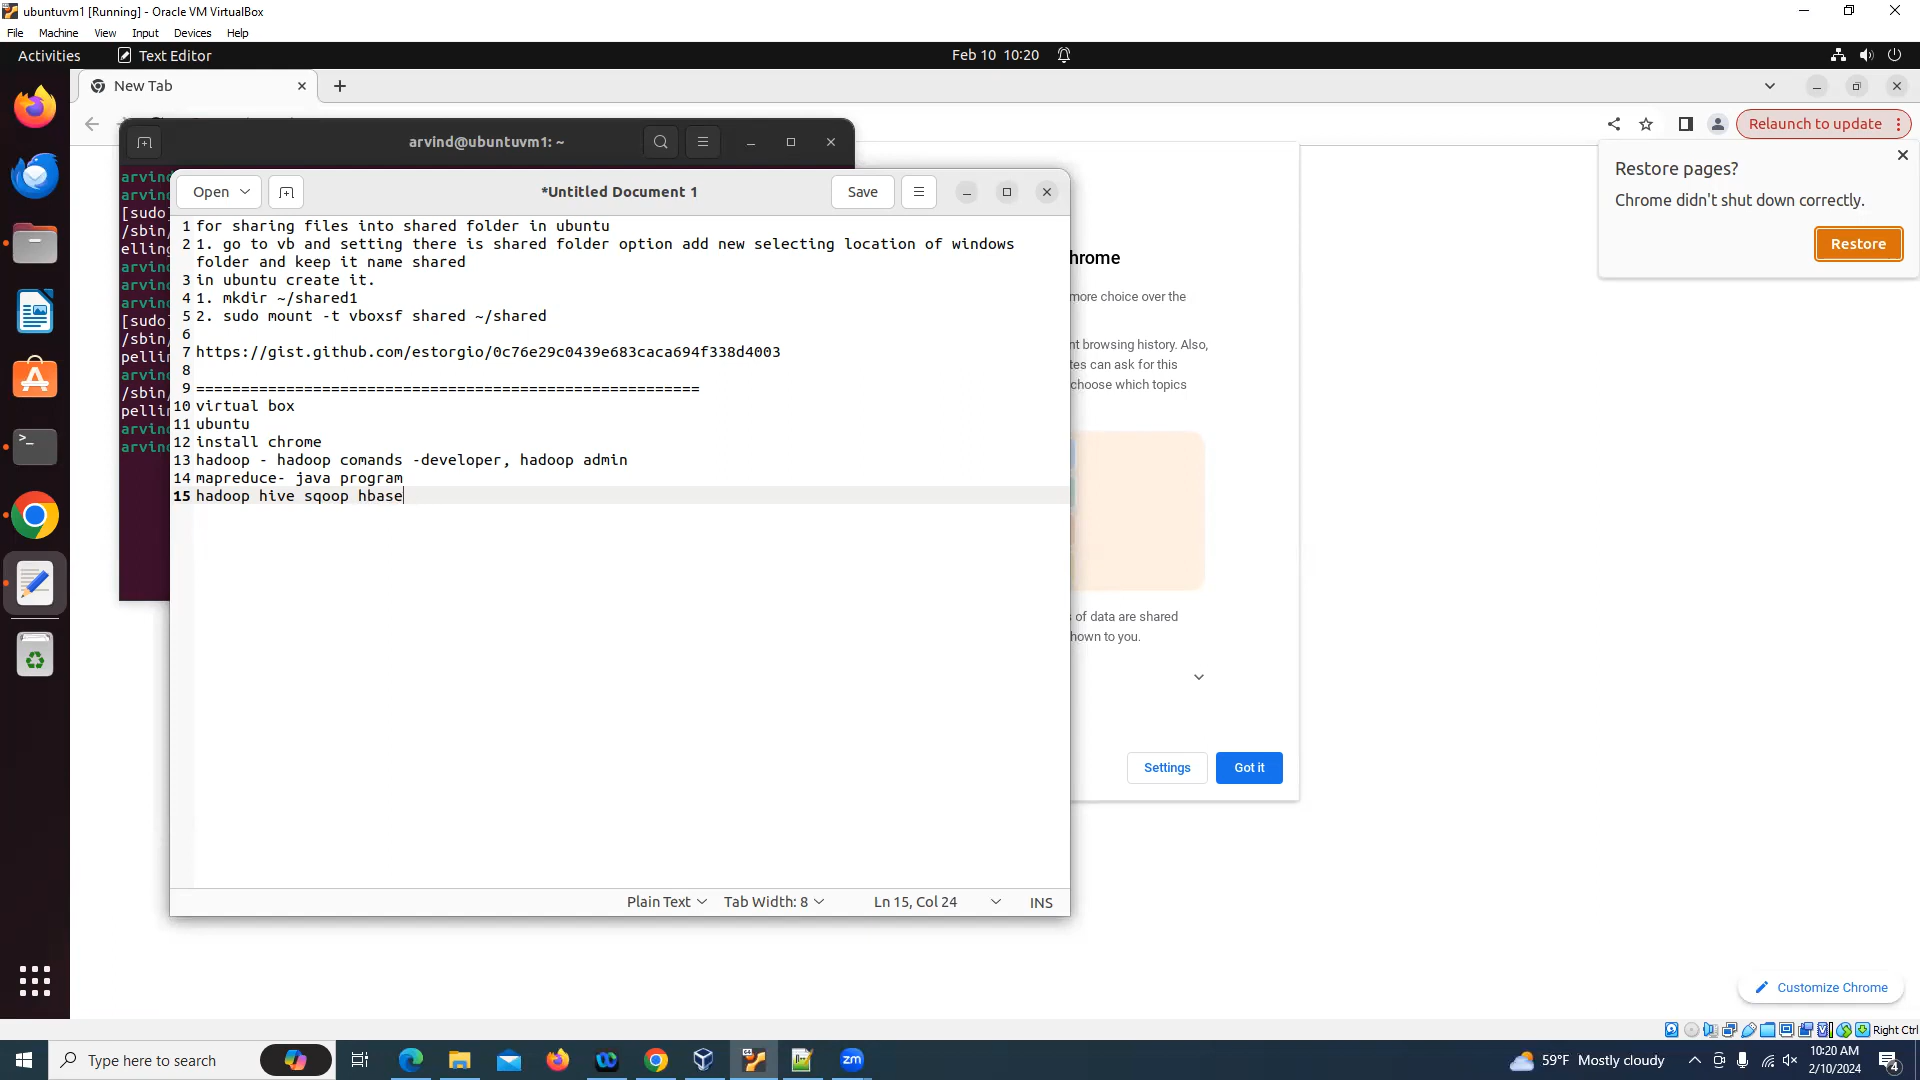 ubuntuvm1 [Running] - Oracle VM VirtualBox
File Machine View Input Devices Help
Activities Text Editor Feb 10 10:20
New Tab
Relaunch to update
arvind@ubuntuvm1: ~
Restore pages?
Chrome didn't shut down correctly.
Restore
Open *Untitled Document 1 Save
1 for sharing files into shared folder in ubuntu
2 1. go to vb and setting there is shared folder option add new selecting location of windows
folder and keep it name shared
3 in ubuntu create it.
4 1. mkdir ~/shared1
5 2. sudo mount -t vboxsf shared ~/shared
6
7 https://gist.github.com/estorgio/0c76e29c0439e683caca694f338d4003
8
9 ========================================================
10 virtual box
11 ubuntu
12 install chrome
13 hadoop - hadoop comands -developer, hadoop admin
14 mapreduce- java program
15 hadoop hive sqoop hbase
[sudo]
/sbin/
[sudo]
/sbin/
/sbin/
more choice over the
browsing history. Also,
can ask for this
choose which topics
of data are shared
to you.
Settings Got it
Plain Text Tab Width: 8 Ln 15, Col 24 INS
Customize Chrome
Right Ctrl
Type here to search
zm
59°F Mostly cloudy
10:20 AM
2/10/2024
4